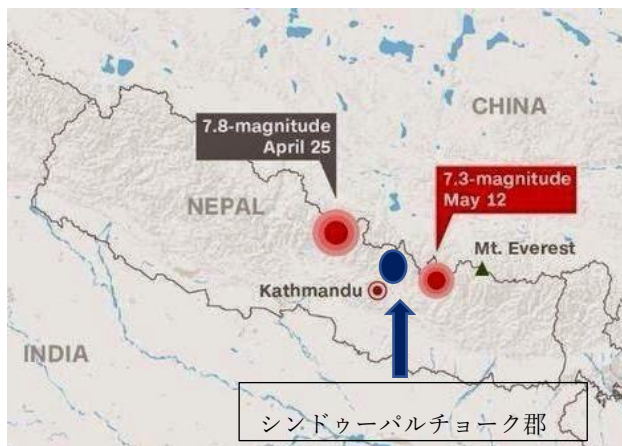 CHINA
7.8-magnitude
April 25
7.3-magnitude
May 12
NEPAL
Mt. Everest
Kathmandu
INDIA
シンドゥーパルチョーク郡